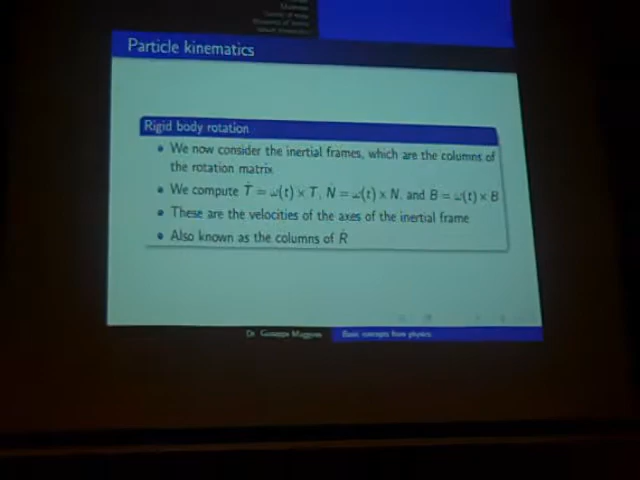 Particle kinematics
Rigid body rotation
We now consider the inertial frames, which are the columns of
the rotation matrix
We compute Ṫ = ω(t) × T, Ṅ = ω(t) × N, and Ḃ = ω(t) × B
These are the velocities of the axes of the inertial frame
Also known as the columns of Ṙ
Dr.
Basic concepts from physics